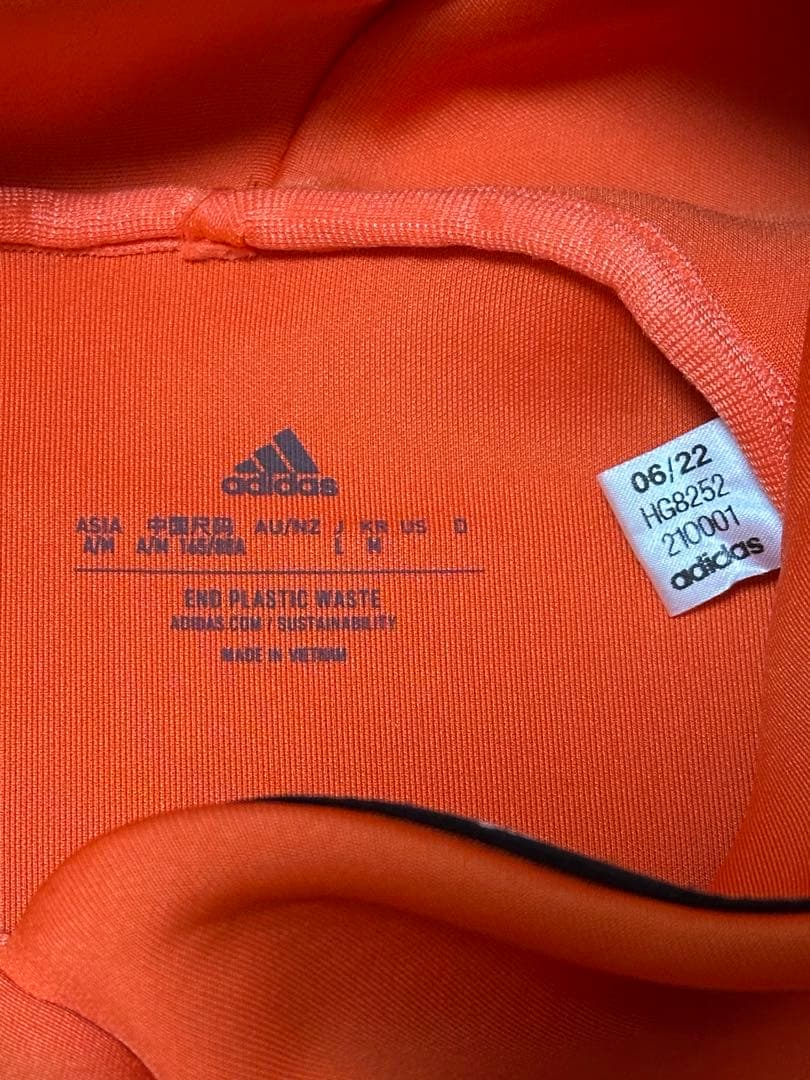 adidas
ASIA 中国尺码 AU/NZ J KR US D
A/M A/M 165/88A L M
END PLASTIC WASTE
ADIDAS.COM / SUSTAINABILITY
MADE IN VIETNAM
06/22
HG8252
210001
adidas